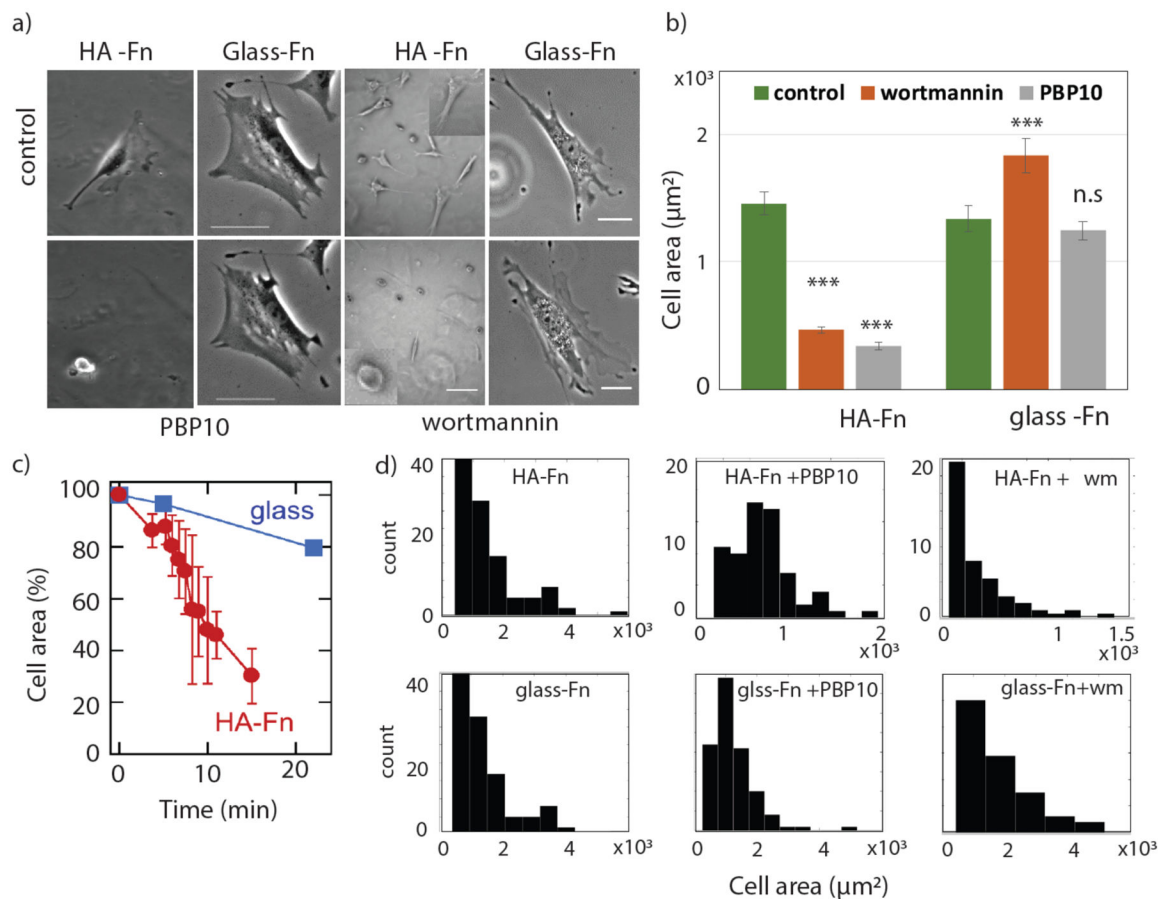 a)
HA -Fn Glass-Fn HA -Fn Glass-Fn
control
PBP10 wortmannin
b)
x10³
control wortmannin PBP10
Cell area (µm²)
2
1
0
***
***
***
n.s
HA-Fn glass -Fn
c)
100
80
60
40
20
0
Cell area (%)
glass
HA-Fn
0 10 20
Time (min)
d)
HA-Fn
count
40
20
0
0 2 4 x10³
HA-Fn +PBP10
20
10
0
0 1 2
x10³
HA-Fn + wm
20
10
0
0 1 1.5
x10³
glass-Fn
count
40
20
0
0 2 4 x10³
glss-Fn +PBP10
0 2 4 x10³
glass-Fn+wm
0 2 4 x10³
Cell area (µm²)